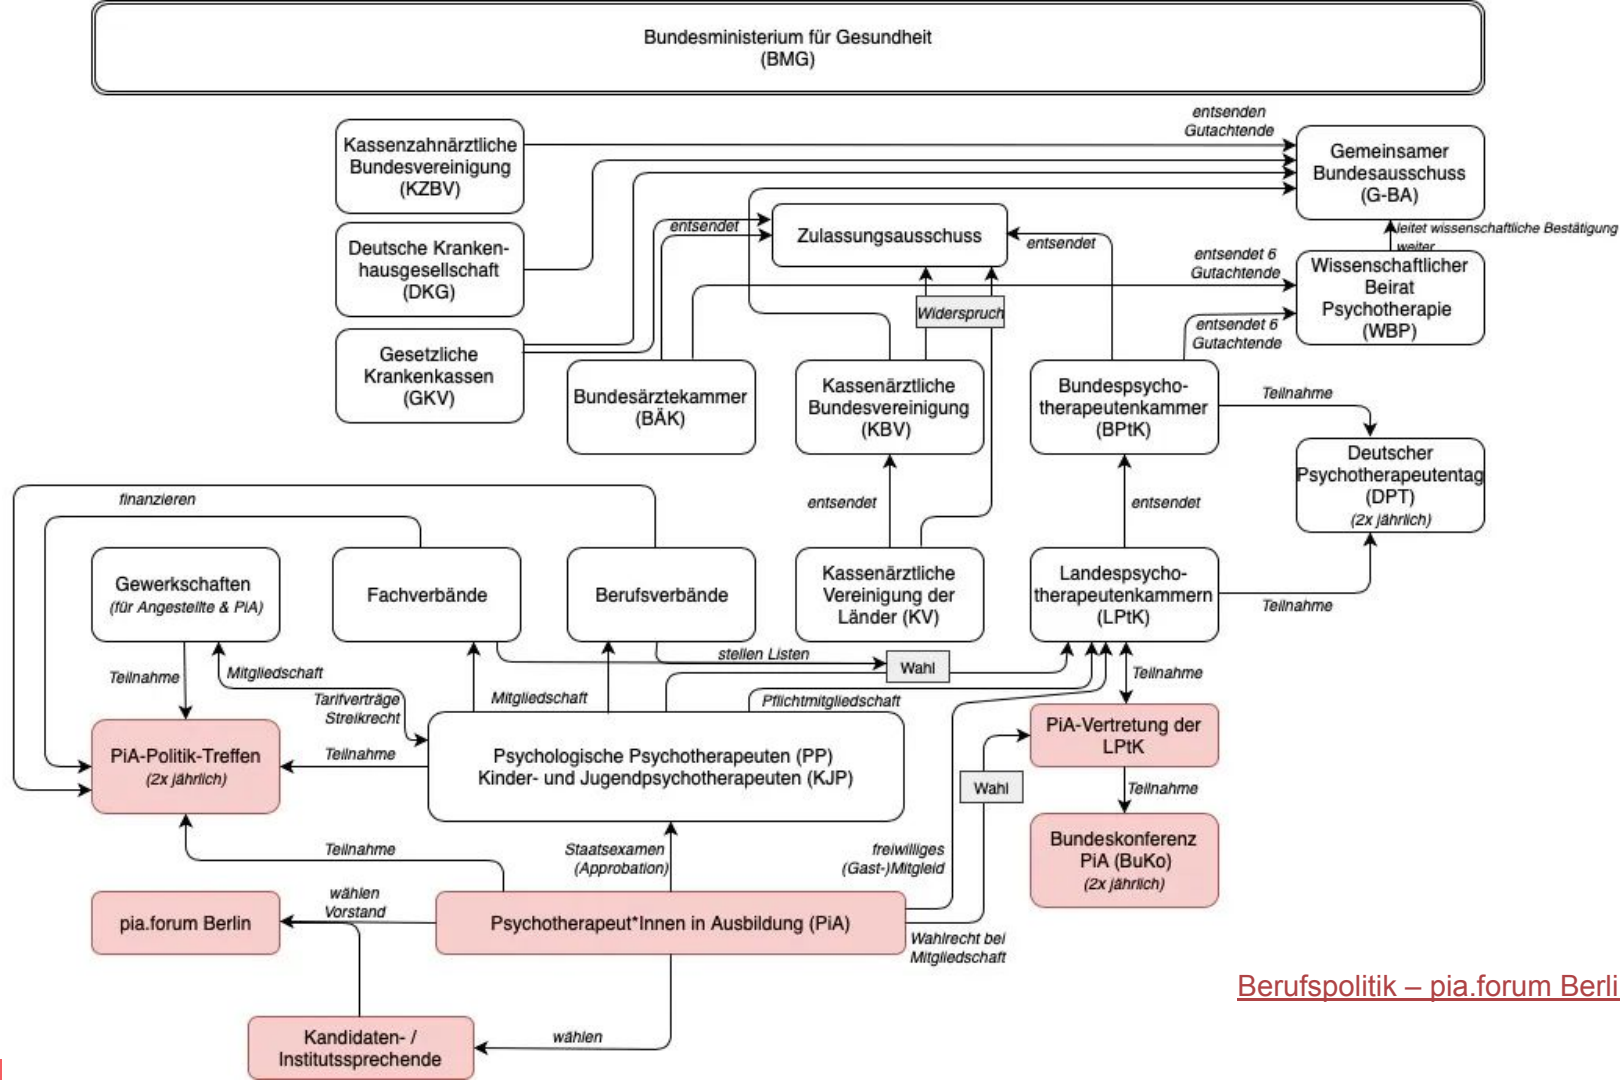 Bundesministerium für Gesundheit
(BMG)
entsenden
Gutachtende
Kassenzahnärztliche
Bundesvereinigung
(KZBV)
Gemeinsamer
Bundesausschuss
(G-BA)
Deutsche Kranken-
hausgesellschaft
(DKG)
entsendet
Zulassungsausschuss
entsendet
leitet wissenschaftliche Bestätigung
weiter
entsendet 6
Gutachtende
Wissenschaftlicher
Beirat
Psychotherapie
(WBP)
Widerspruch
entsendet 6
Gutachtende
Gesetzliche
Krankenkassen
(GKV)
Bundesärztekammer
(BÄK)
Kassenärztliche
Bundesvereinigung
(KBV)
Bundespsycho-
therapeutenkammer
(BPtK)
Teilnahme
Deutscher
Psychotherapeutentag
(DPT)
(2x jährlich)
finanzieren
entsendet
entsendet
Gewerkschaften
(für Angestellte & PiA)
Fachverbände
Berufsverbände
Kassenärztliche
Vereinigung der
Länder (KV)
Landespsycho-
therapeutenkammern
(LPtK)
Teilnahme
Teilnahme
Mitgliedschaft
stellen Listen
Wahl
Teilnahme
Tarifverträge
Streikrecht
Mitgliedschaft
Pflichtmitgliedschaft
PiA-Politik-Treffen
(2x jährlich)
Teilnahme
Psychologische Psychotherapeuten (PP)
Kinder- und Jugendpsychotherapeuten (KJP)
PiA-Vertretung der
LPtK
Wahl
Teilnahme
Teilnahme
Staatsexamen
(Approbation)
freiwilliges
(Gast-)Mitgleid
Bundeskonferenz
PiA (BuKo)
(2x jährlich)
pia.forum Berlin
wählen
Vorstand
Psychotherapeut*Innen in Ausbildung (PiA)
Wahlrecht bei
Mitgliedschaft
Berufspolitik – pia.forum Berli
Kandidaten- /
Institutssprechende
wählen